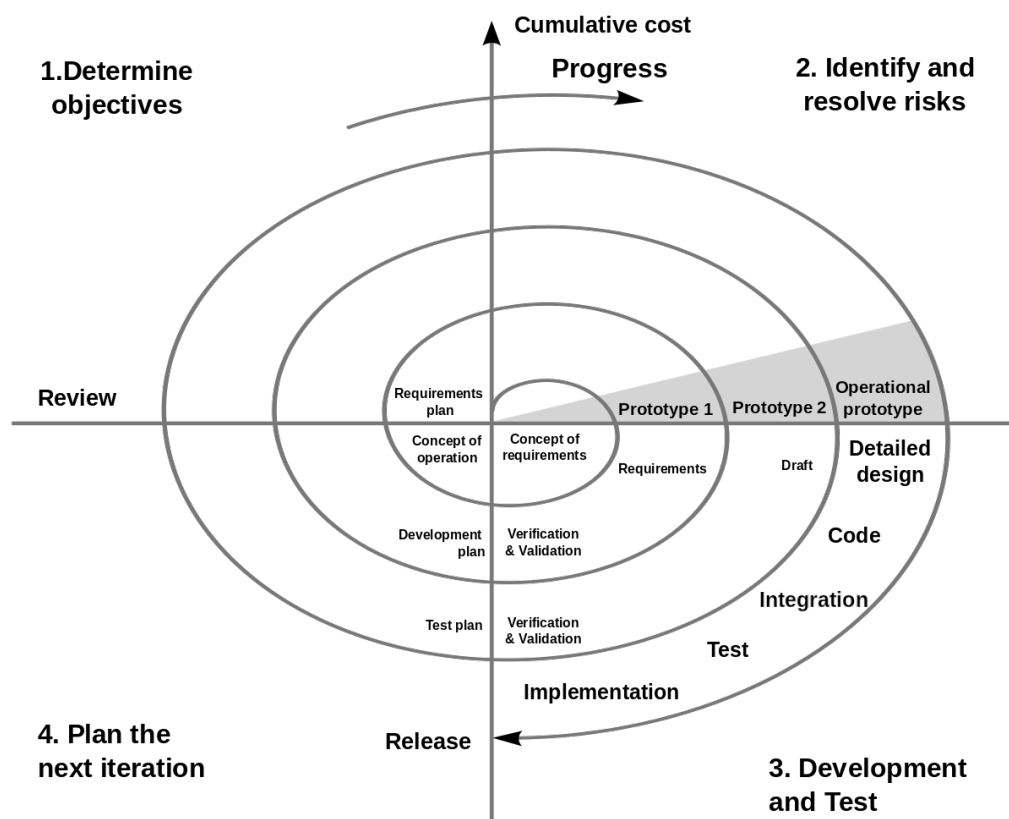 Cumulative cost
Progress
1.Determine
objectives
2. Identify and
resolve risks
Review
Requirements
plan
Prototype 1
Prototype 2
Operational
prototype
Concept of
operation
Concept of
requirements
Requirements
Draft
Detailed
design
Development
plan
Verification
& Validation
Code
Test plan
Verification
& Validation
Integration
Test
Implementation
Release
4. Plan the
next iteration
3. Development
and Test